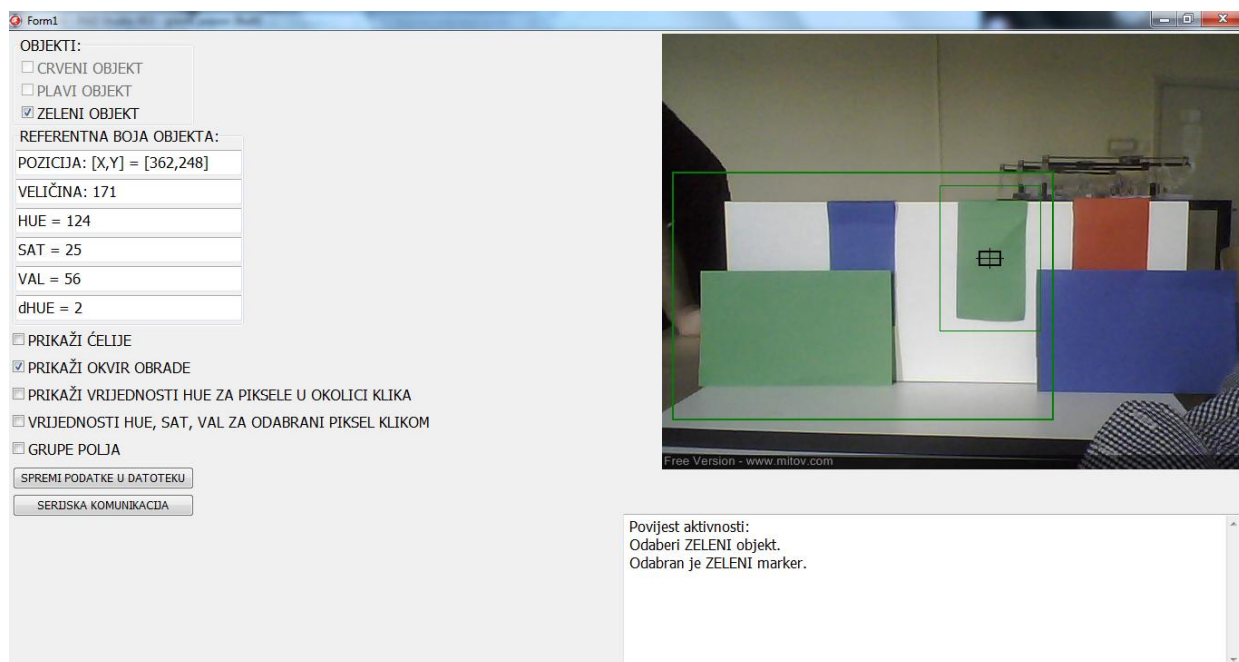 Form1
OBJEKTI:
CRVENI OBJEKT
PLAVI OBJEKT
ZELENI OBJEKT
REFERENTNA BOJA OBJEKTA:
POZICIJA: [X,Y] = [362,248]
VELIČINA: 171
HUE = 124
SAT = 25
VAL = 56
dHUE = 2
PRIKAŽI ĆELIJE
PRIKAŽI OKVIR OBRADE
PRIKAŽI VRIJEDNOSTI HUE ZA PIKSELE U OKOLICI KLIKA
VRIJEDNOSTI HUE, SAT, VAL ZA ODABRANI PIKSEL KLIKOM
GRUPE POLJA
SPREMI PODATKE U DATOTEKU
SERIJSKA KOMUNIKACIJA
Free Version - www.mitov.com
Povijest aktivnosti:
Odaberi ZELENI objekt.
Odabran je ZELENI marker.